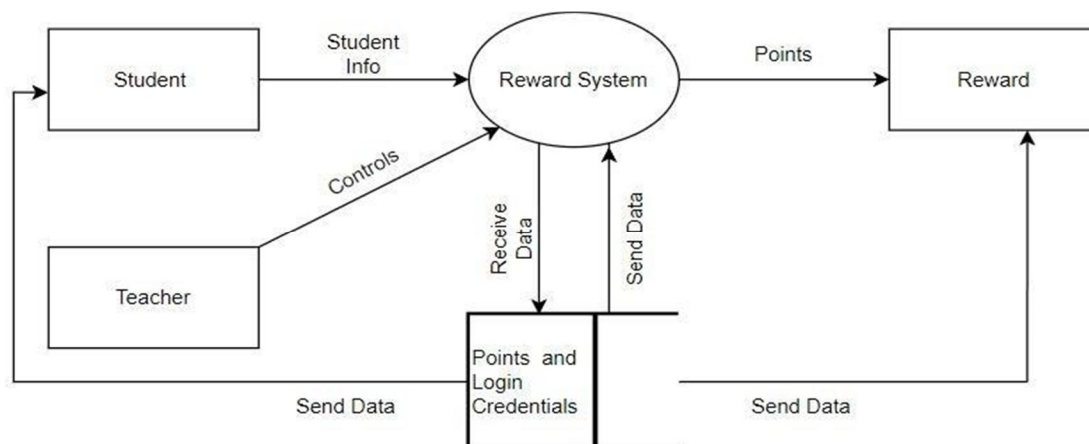 Student
Info
Points
Student
Reward System
Reward
Controls
Receive
Data
Send Data
Teacher
Points and
Login
Credentials
Send Data
Send Data